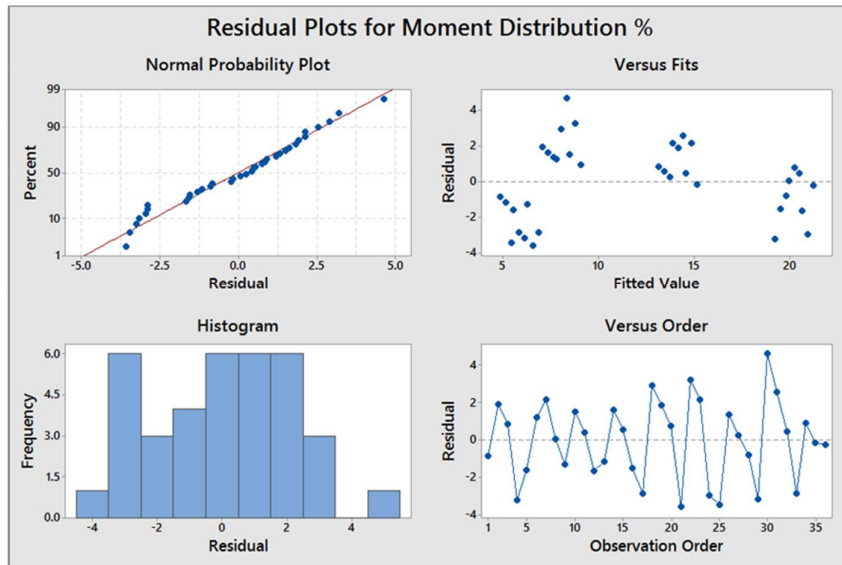 Residual Plots for Moment Distribution %
Normal Probability Plot
99
90
50
10
1
Percent
-5.0 -2.5 0.0 2.5 5.0
Residual
Versus Fits
4
2
0
-2
-4
Residual
5 10 15 20
Fitted Value
Histogram
6.0
4.5
3.0
1.5
0.0
Frequency
-4 -2 0 2 4
Residual
Versus Order
4
2
0
-2
-4
Residual
1 5 10 15 20 25 30 35
Observation Order